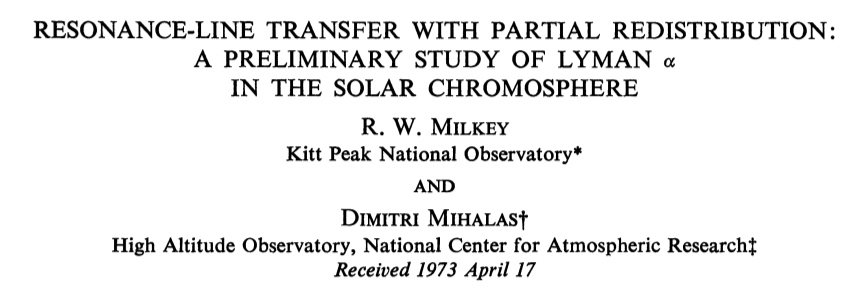 RESONANCE-LINE TRANSFER WITH PARTIAL REDISTRIBUTION:
A PRELIMINARY STUDY OF LYMAN α
IN THE SOLAR CHROMOSPHERE
R. W. MILKEY
Kitt Peak National Observatory*
AND
DIMITRI MIHALAS†
High Altitude Observatory, National Center for Atmospheric Research‡
Received 1973 April 17